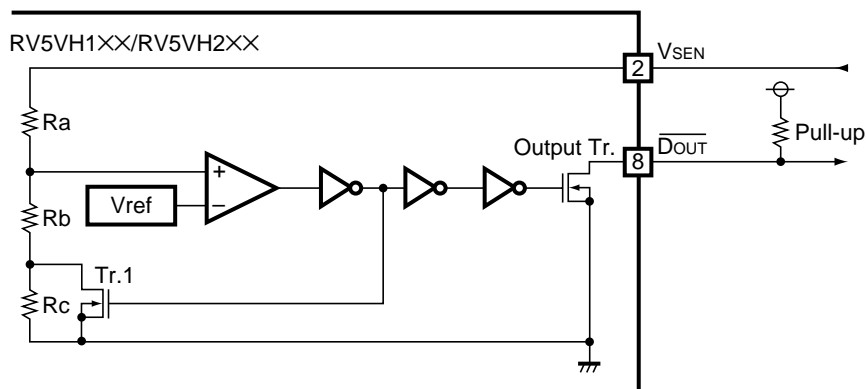 RV5VH1××/RV5VH2××
2
VSEN
Ra
Pull-up
Output Tr.
8
DOUT
+
Vref
−
Rb
Tr.1
Rc